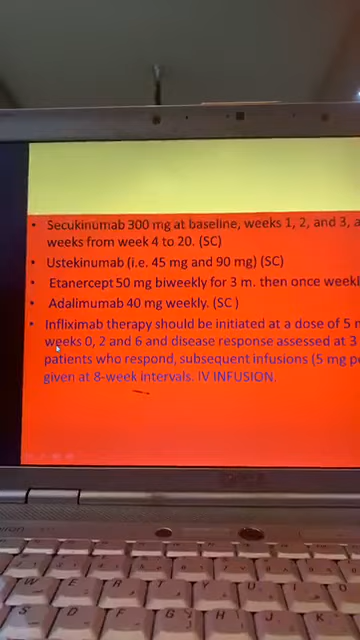 • Secukinumab 300 mg at baseline, weeks 1, 2, and 3, a
weeks from week 4 to 20. (SC)
• Ustekinumab (i.e. 45 mg and 90 mg) (SC)
• Etanercept 50 mg biweekly for 3 m. then once weekl
• Adalimumab 40 mg weekly. (SC )
• Infliximab therapy should be initiated at a dose of 5 m
weeks 0, 2 and 6 and disease response assessed at 3
patients who respond, subsequent infusions (5 mg pe
given at 8-week intervals. IV INFUSION.
W E R T Y U I O
S D F G H J K